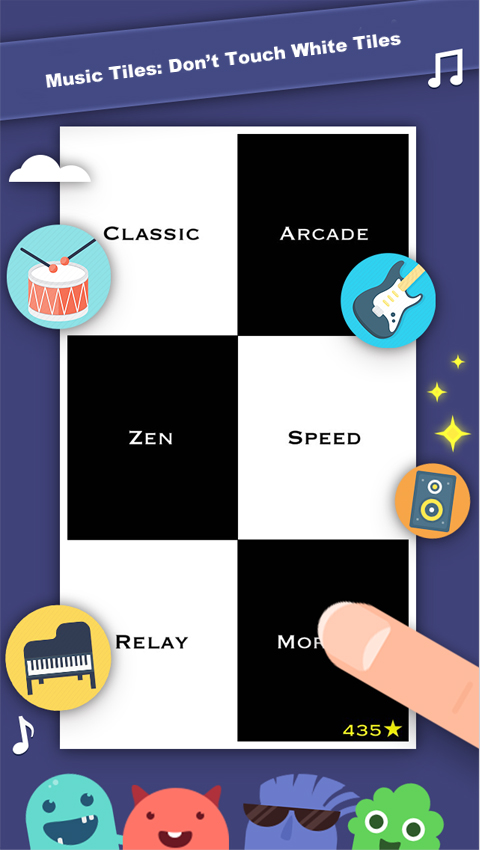 Music Tiles: Don't Touch White Tiles
CLASSIC ARCADE
ZEN SPEED
RELAY
435★